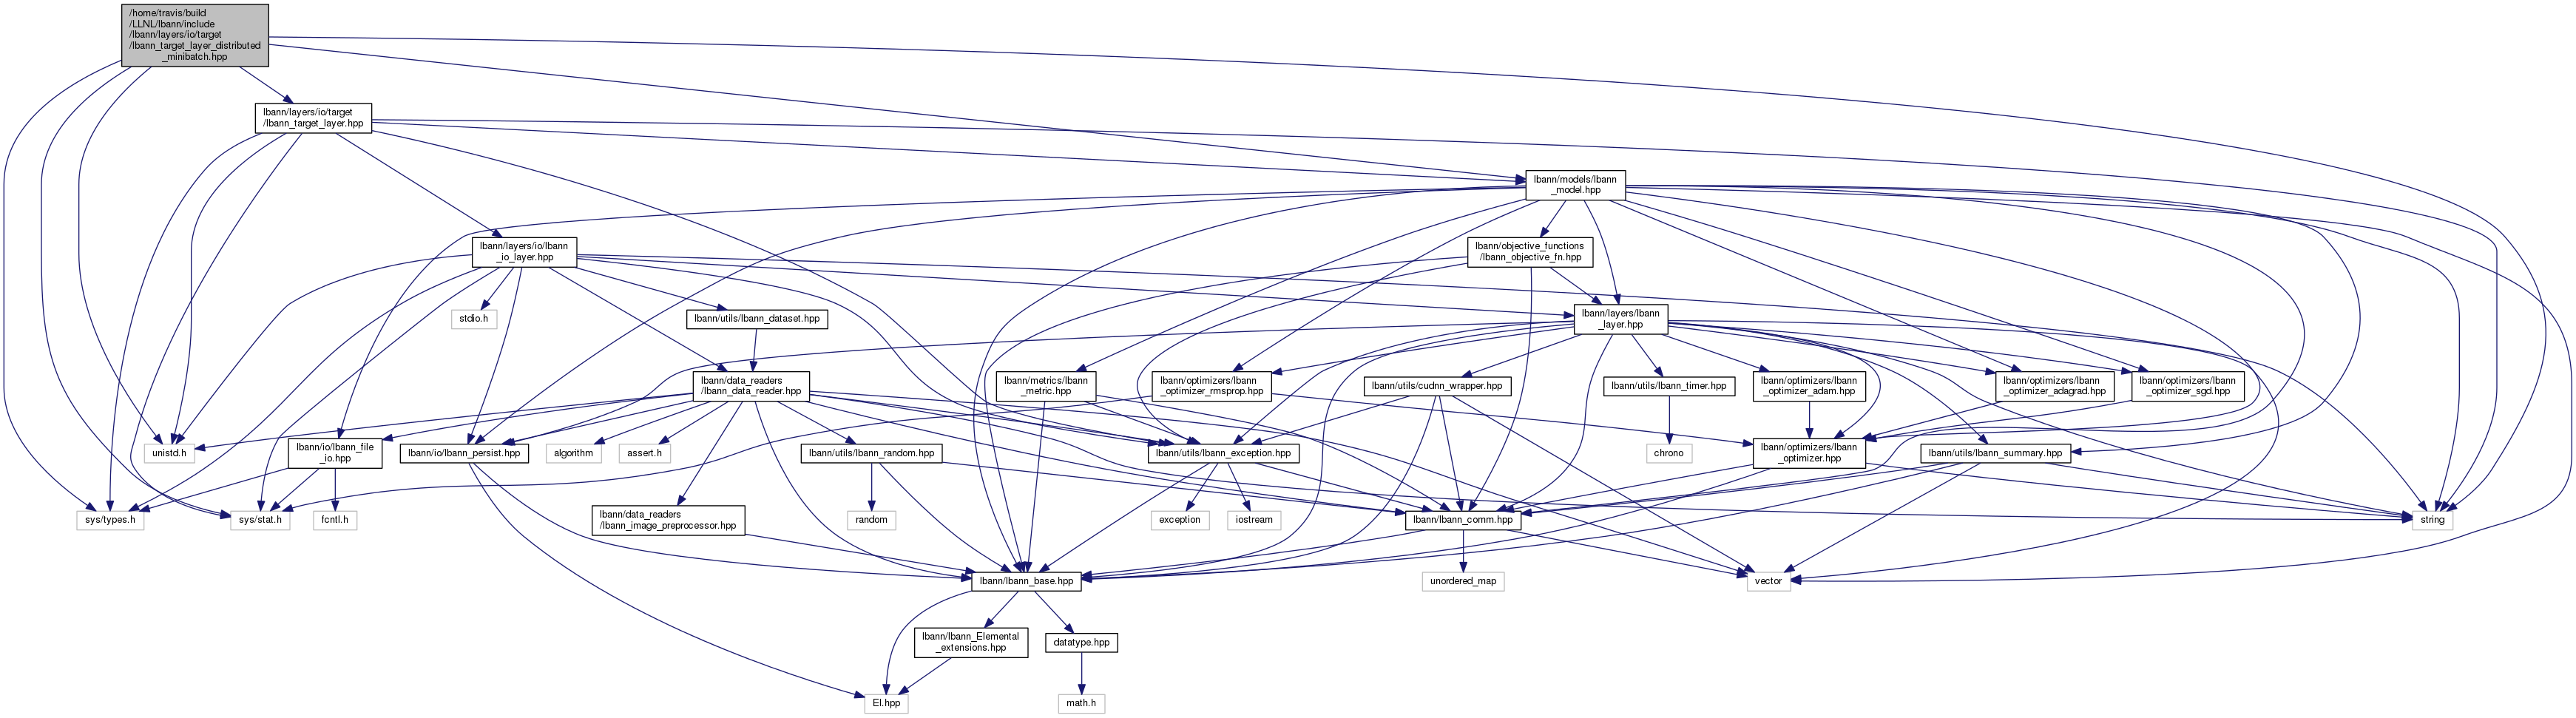 /home/travis/build
/LLNL/lbann/include
/lbann/layers/io/target
/lbann_target_layer_distributed
_minibatch.hpp
lbann/layers/io/target
/lbann_target_layer.hpp
lbann/models/lbann
_model.hpp
lbann/layers/io/lbann
_io_layer.hpp
lbann/objective_functions
/lbann_objective_fn.hpp
stdio.h
lbann/utils/lbann_dataset.hpp
lbann/layers/lbann
_layer.hpp
lbann/data_readers
/lbann_data_reader.hpp
lbann/metrics/lbann
_metric.hpp
lbann/optimizers/lbann
_optimizer_rmsprop.hpp
lbann/utils/cudnn_wrapper.hpp
lbann/utils/lbann_timer.hpp
lbann/optimizers/lbann
_optimizer_adam.hpp
lbann/optimizers/lbann
_optimizer_adagrad.hpp
lbann/optimizers/lbann
_optimizer_sgd.hpp
unistd.h
lbann/io/lbann_file
_io.hpp
lbann/io/lbann_persist.hpp
algorithm
assert.h
lbann/utils/lbann_random.hpp
lbann/utils/lbann_exception.hpp
chrono
lbann/optimizers/lbann
_optimizer.hpp
lbann/utils/lbann_summary.hpp
sys/types.h
sys/stat.h
fcntl.h
lbann/data_readers
/lbann_image_preprocessor.hpp
random
exception
iostream
lbann/lbann_comm.hpp
string
lbann/lbann_base.hpp
unordered_map
vector
lbann/lbann_Elemental
_extensions.hpp
datatype.hpp
El.hpp
math.h